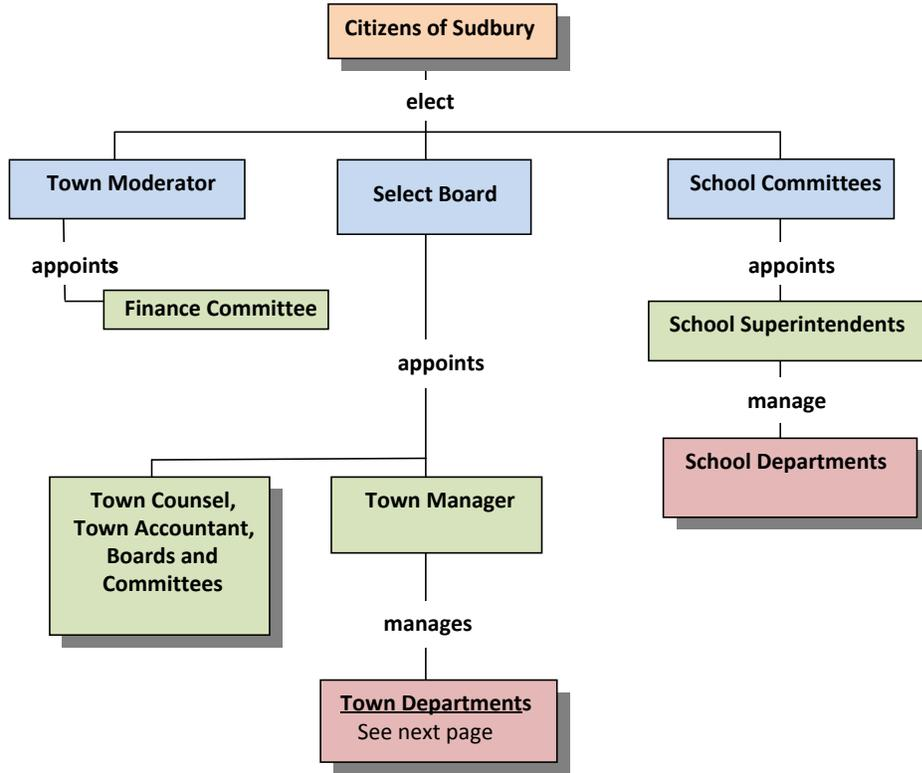 Citizens of Sudbury
elect
Town Moderator
Select Board
School Committees
appoints
appoints
Finance Committee
School Superintendents
appoints
manage
School Departments
Town Counsel,
Town Accountant,
Boards and
Committees
Town Manager
manages
Town Departments
See next page